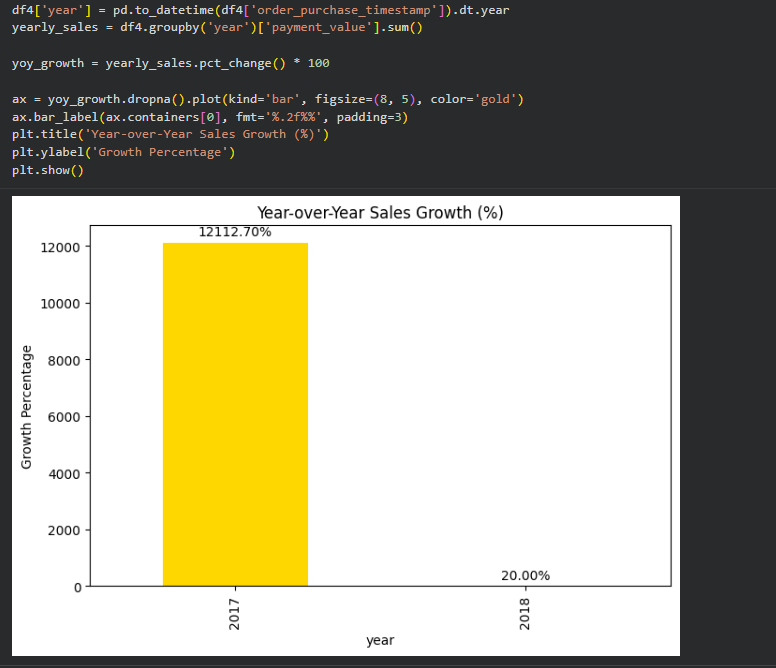 df4['year'] = pd.to_datetime(df4['order_purchase_timestamp']).dt.year
yearly_sales = df4.groupby('year')['payment_value'].sum()
yoy_growth = yearly_sales.pct_change() * 100
ax = yoy_growth.dropna().plot(kind='bar', figsize=(8, 5), color='gold')
ax.bar_label(ax.containers[0], fmt='%.2f%%', padding=3)
plt.title('Year-over-Year Sales Growth (%)')
plt.ylabel('Growth Percentage')
plt.show()
Year-over-Year Sales Growth (%)
12112.70%
12000
10000
8000
6000
4000
2000
0
Growth Percentage
20.00%
2017
2018
year